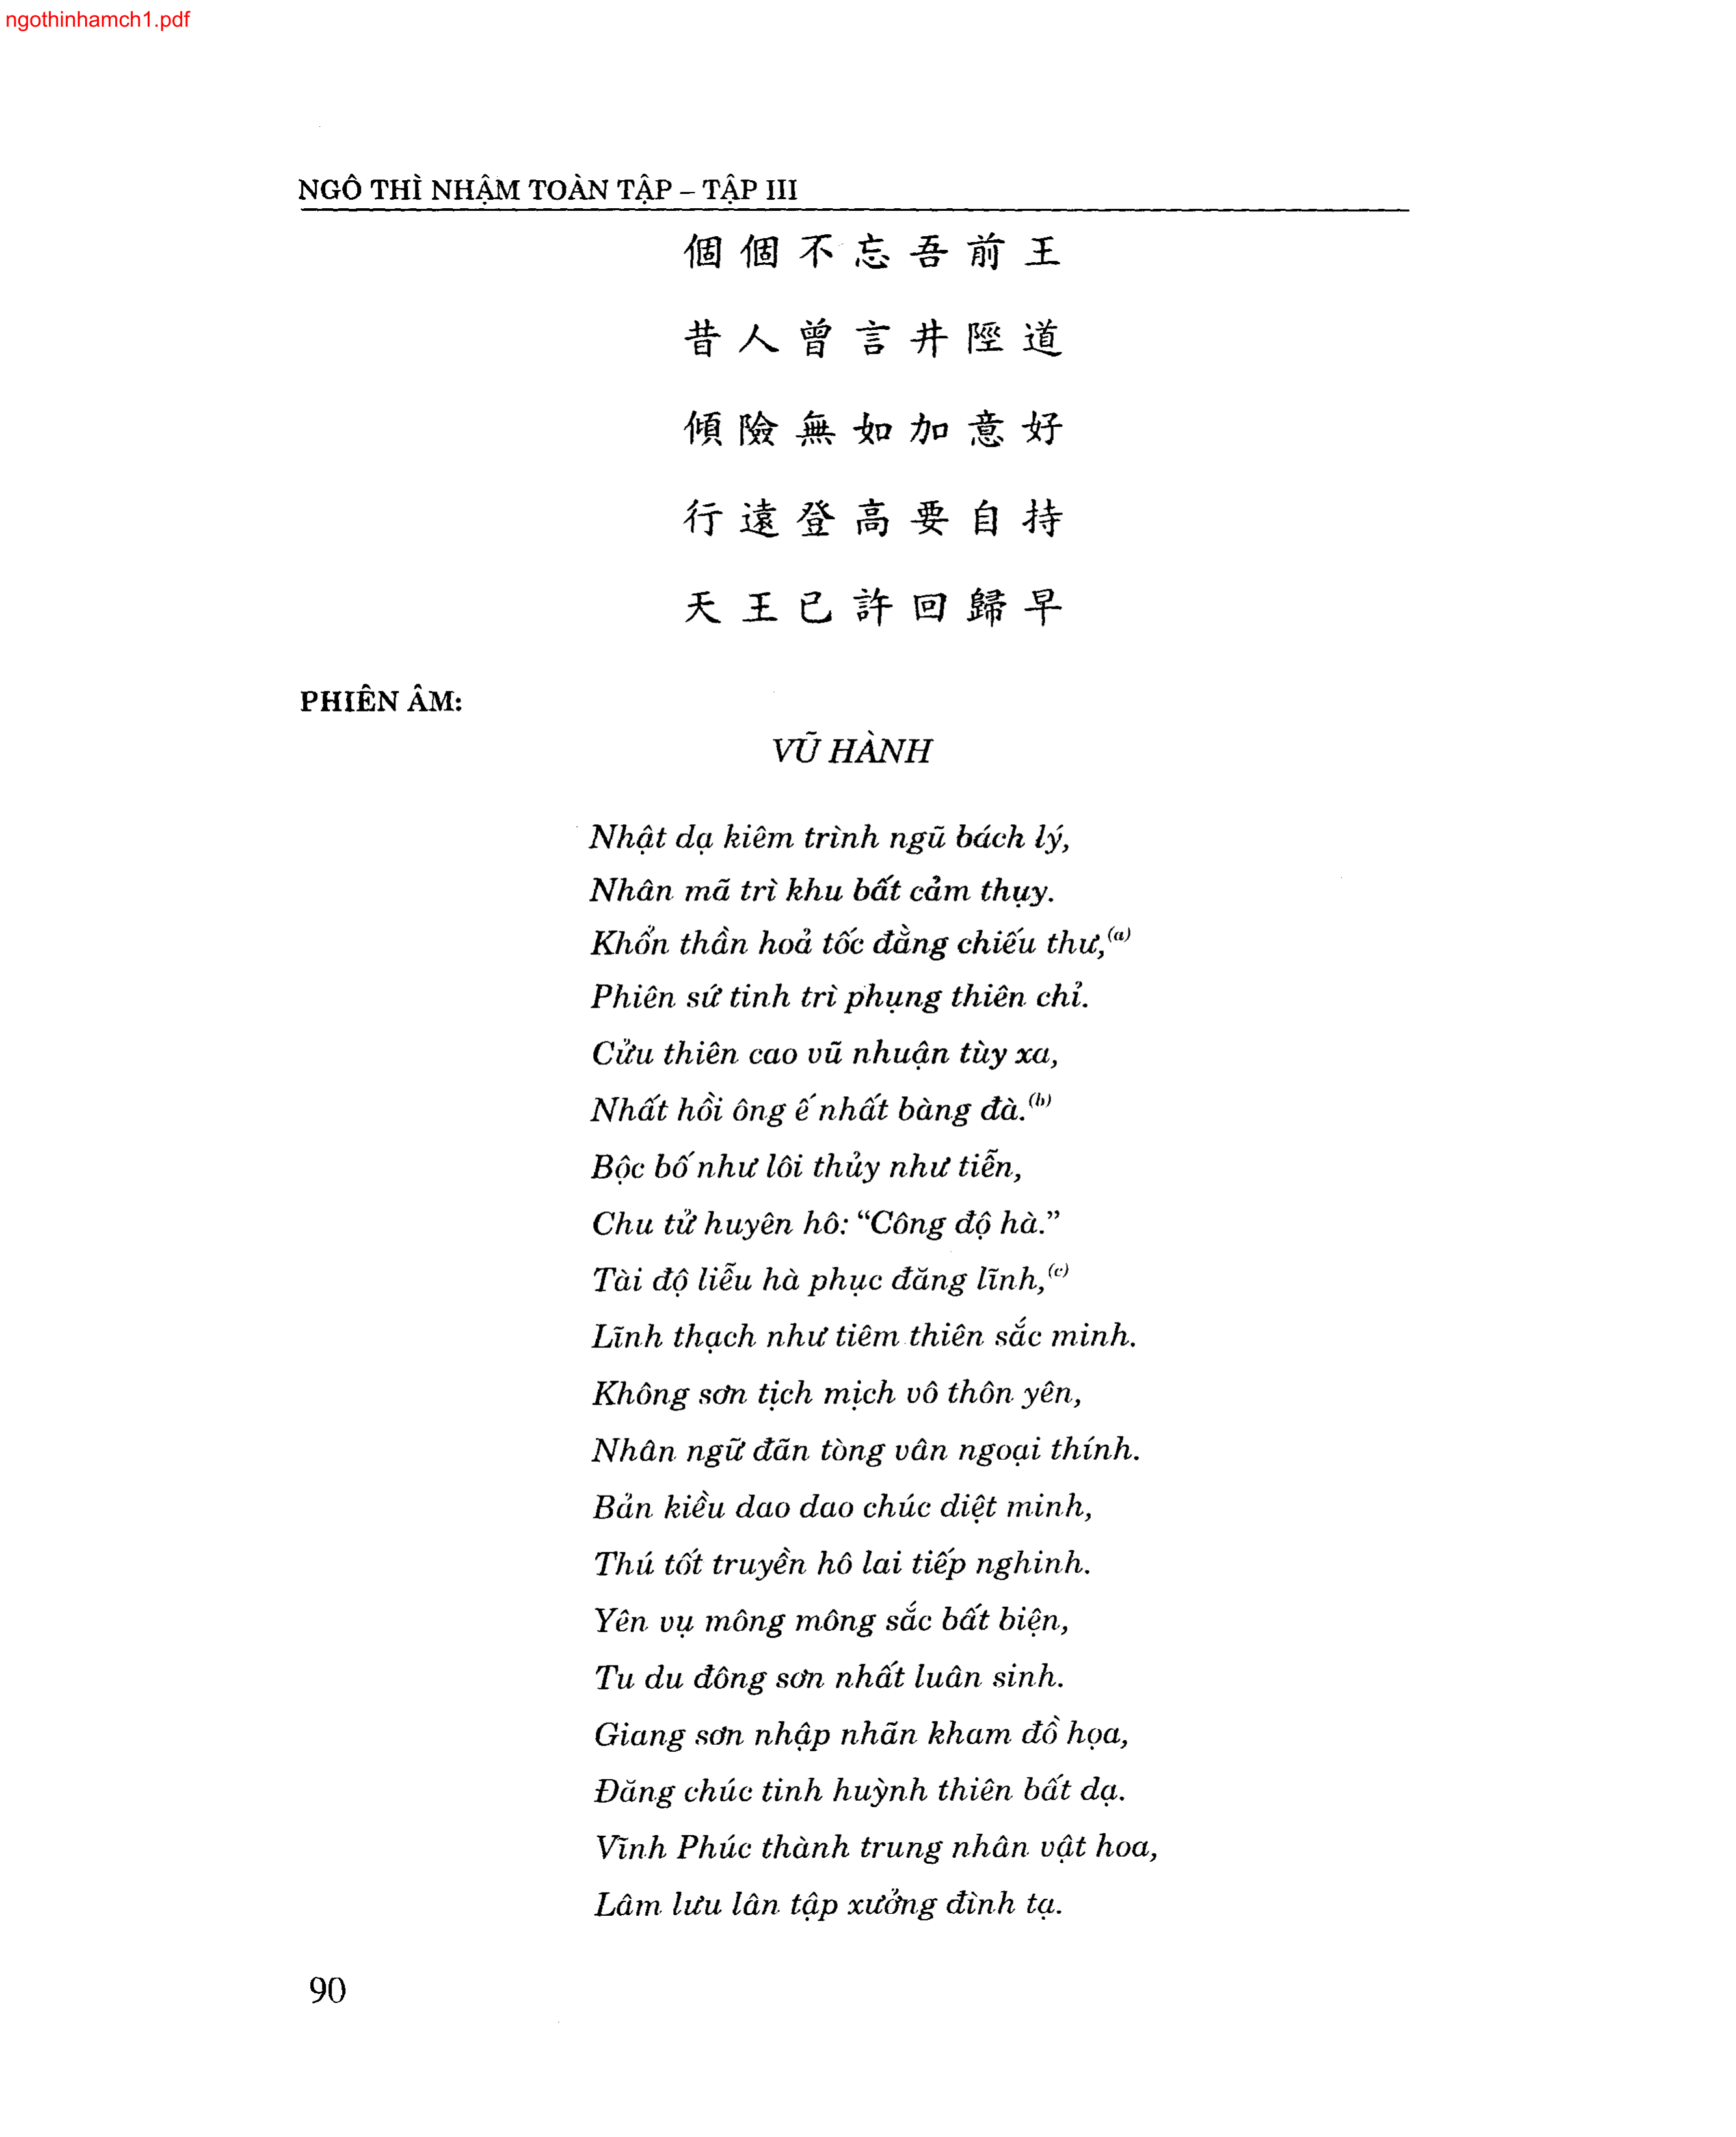 ngothinhamch1.pdf
NGÔ THÌ NHẬM TOÀN TẬP – TẬP III
個個不忘吾前王
昔人曾言井陘道
傾險無如加意好
行遠登高要自持
天王已許回歸早
PHIÊN ÂM:
VŨ HÀNH
Nhật dạ kiêm trình ngũ bách lý,
Nhân mã trì khu bất cảm thụy.
Khổn thần hoả tốc đằng chiếu thư,(a)
Phiên sứ tinh trì phụng thiên chỉ.
Cửu thiên cao vũ nhuận tùy xa,
Nhất hồi ông ế nhất bàng đà.(b)
Bộc bố như lôi thủy như tiễn,
Chu tử huyên hô: “Công độ hà.”
Tài độ liễu hà phục đăng lĩnh,(c)
Lĩnh thạch như tiêm thiên sắc minh.
Không sơn tịch mịch vô thôn yên,
Nhân ngữ đãn tòng vân ngoại thính.
Bản kiều dao dao chúc diệt minh,
Thú tốt truyền hô lai tiếp nghinh.
Yên vụ mông mông sắc bất biện,
Tu du đông sơn nhất luân sinh.
Giang sơn nhập nhãn kham đồ họa,
Đăng chúc tinh huỳnh thiên bất dạ.
Vĩnh Phúc thành trung nhân vật hoa,
Lâm lưu lân tập xưởng đình tạ.
90